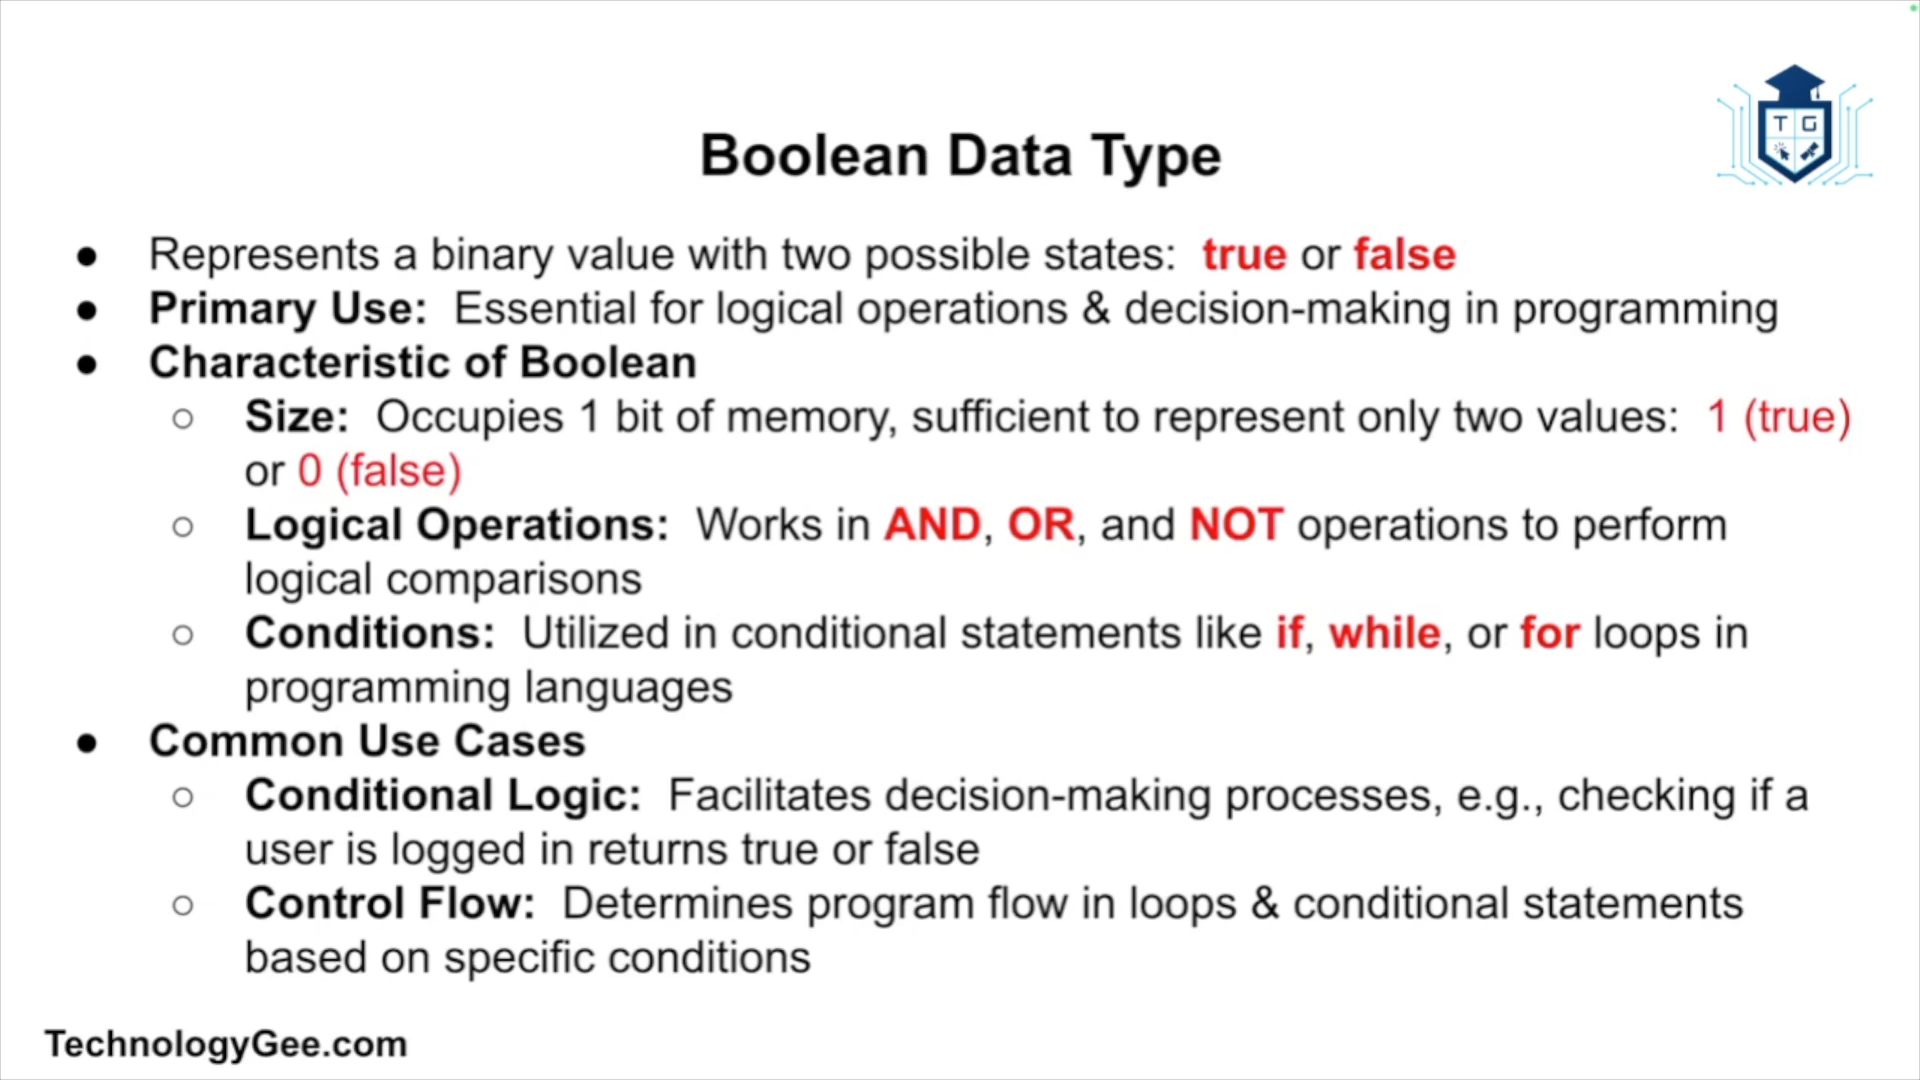 T G
Boolean Data Type
● Represents a binary value with two possible states: true or false
● Primary Use: Essential for logical operations & decision-making in programming
● Characteristic of Boolean
○ Size: Occupies 1 bit of memory, sufficient to represent only two values: 1 (true)
or 0 (false)
○ Logical Operations: Works in AND, OR, and NOT operations to perform
logical comparisons
○ Conditions: Utilized in conditional statements like if, while, or for loops in
programming languages
● Common Use Cases
○ Conditional Logic: Facilitates decision-making processes, e.g., checking if a
user is logged in returns true or false
○ Control Flow: Determines program flow in loops & conditional statements
based on specific conditions
TechnologyGee.com